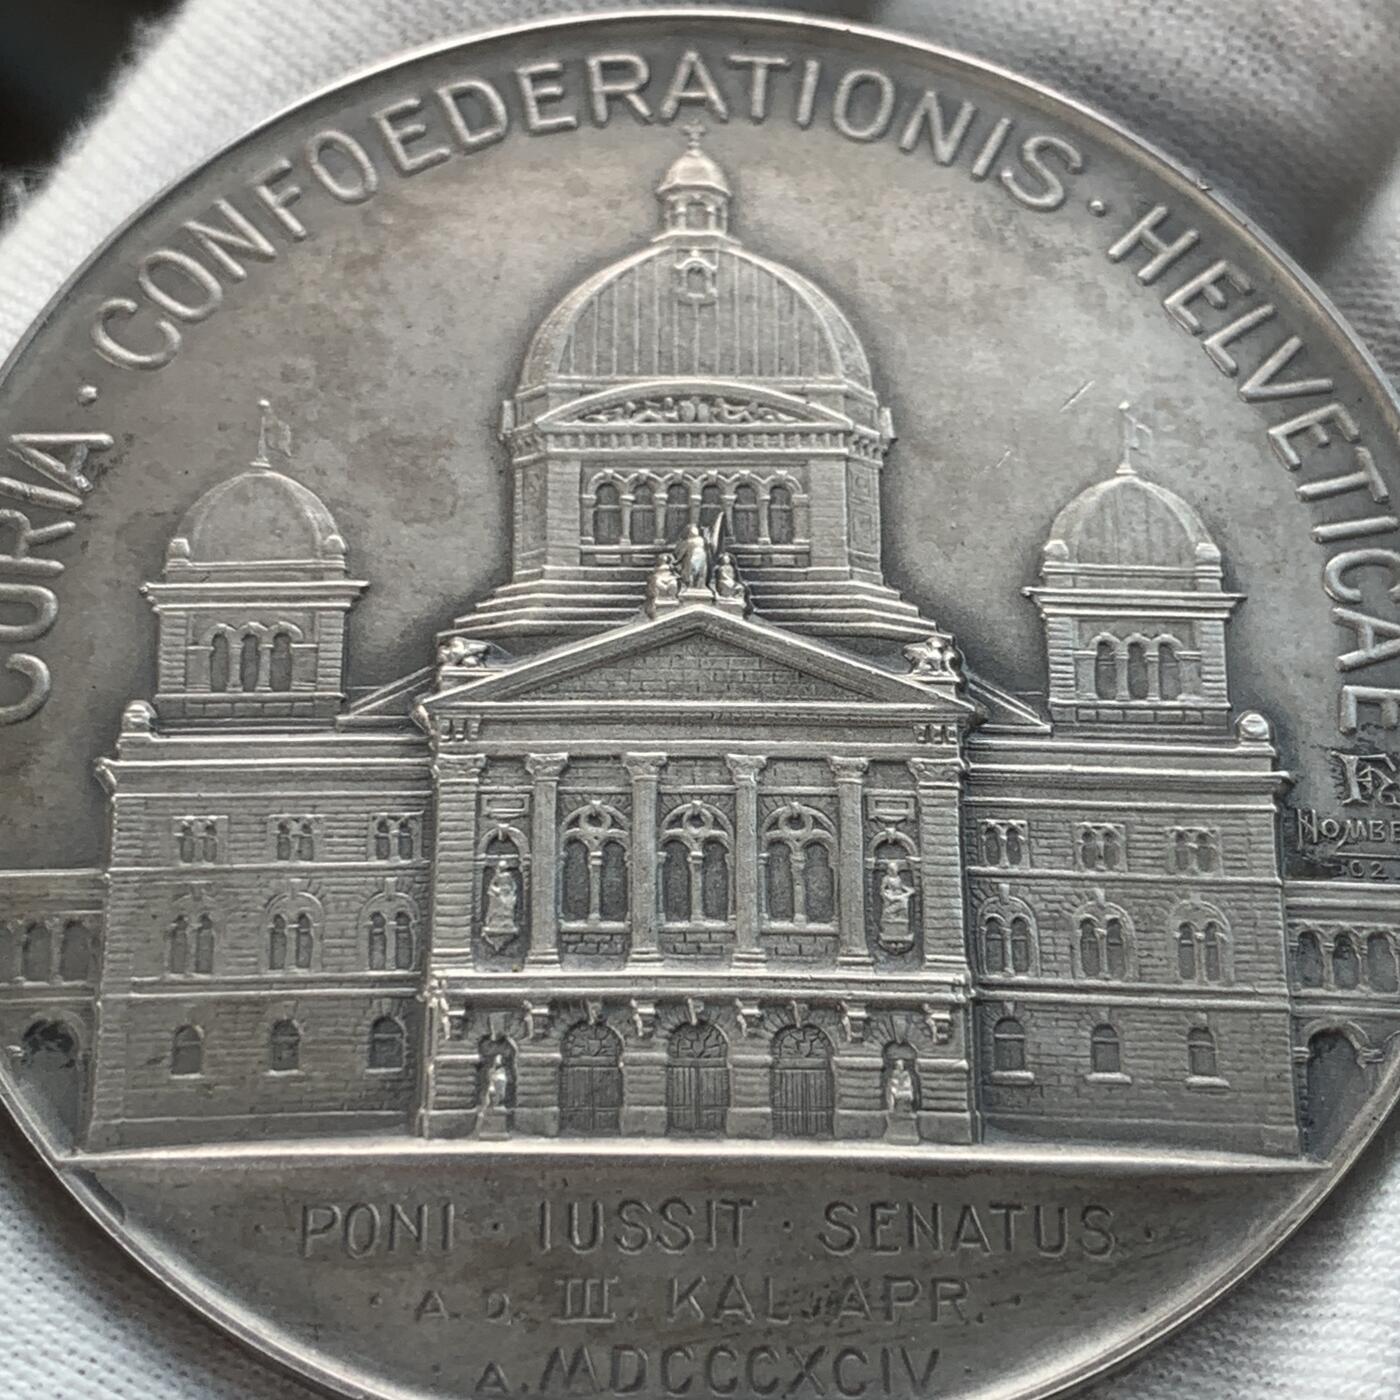 CURIA · CONFOEDERATIONIS · HELVETICAE
PONI · IUSSIT · SENATUS ·
· A. D. III. KAL. APR. ·
· A. MDCCCXCIV ·